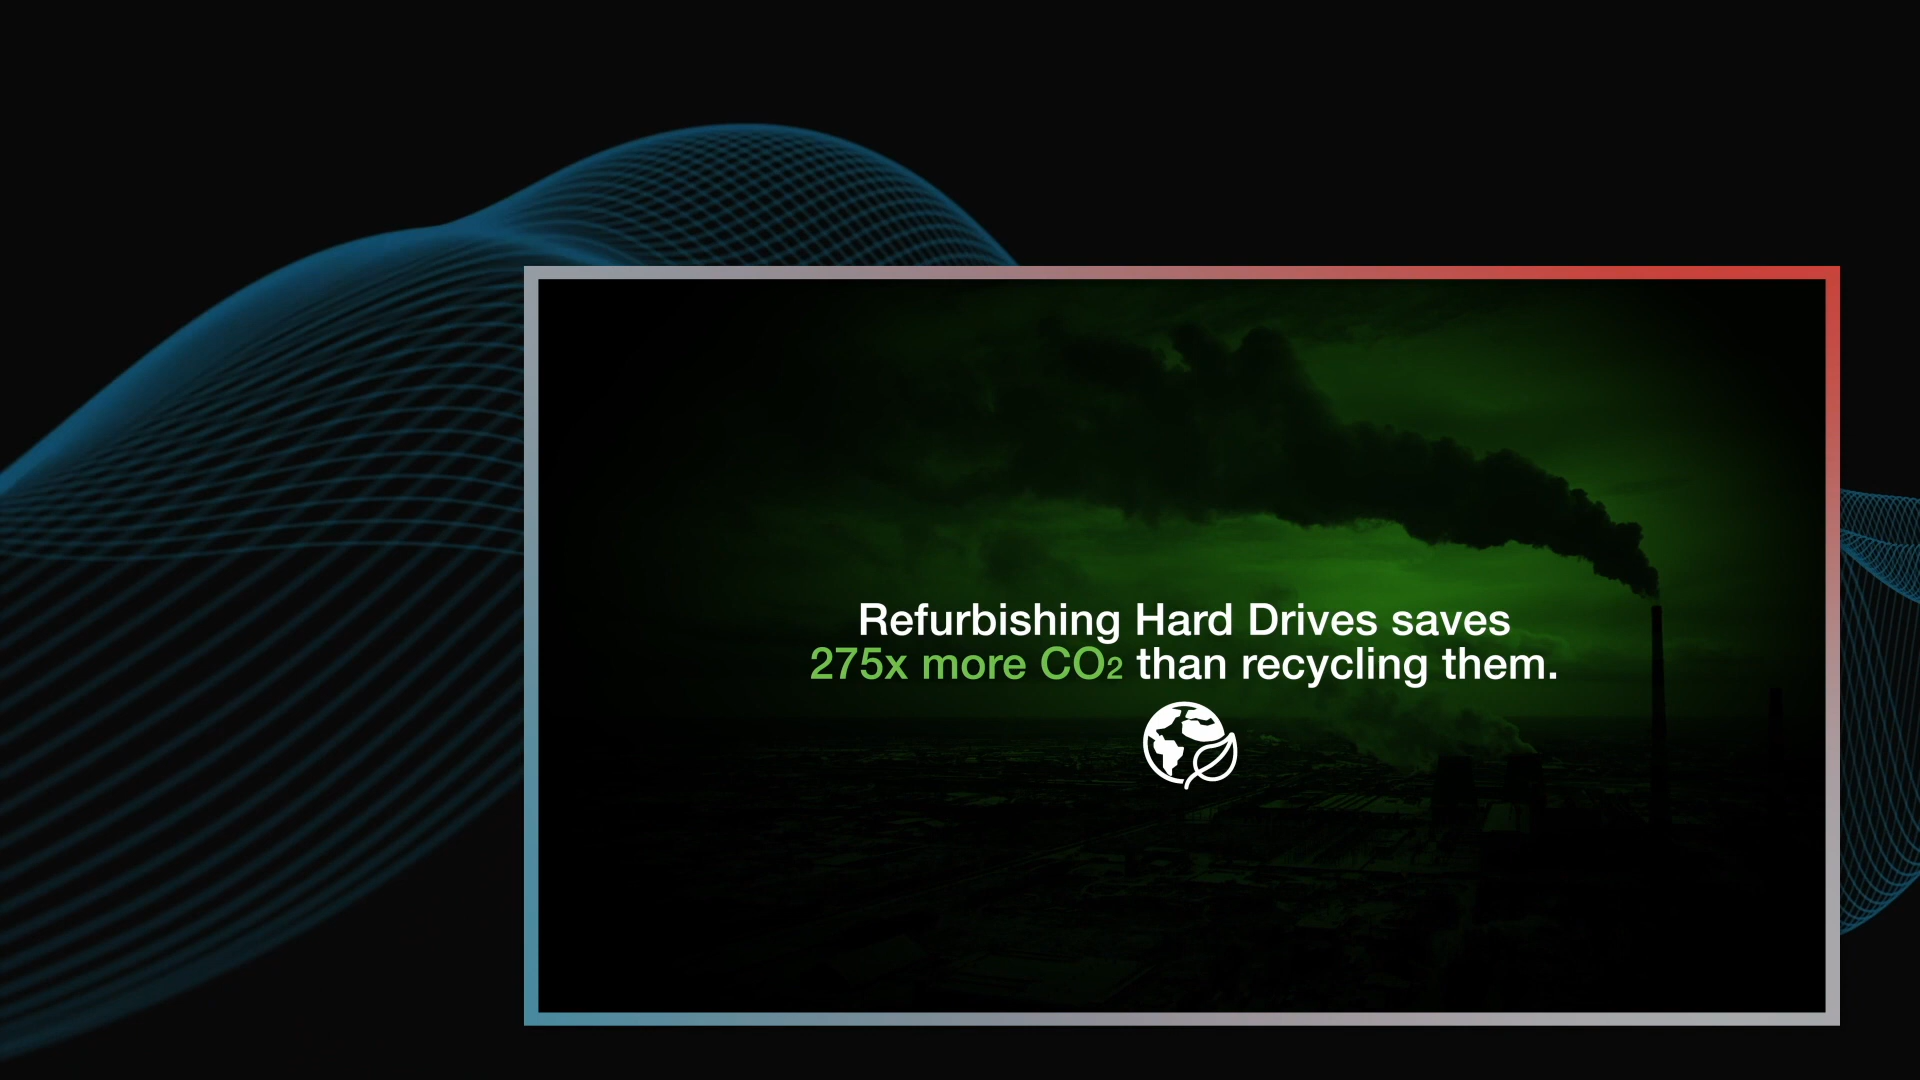 Refurbishing Hard Drives saves
275x more CO₂ than recycling them.